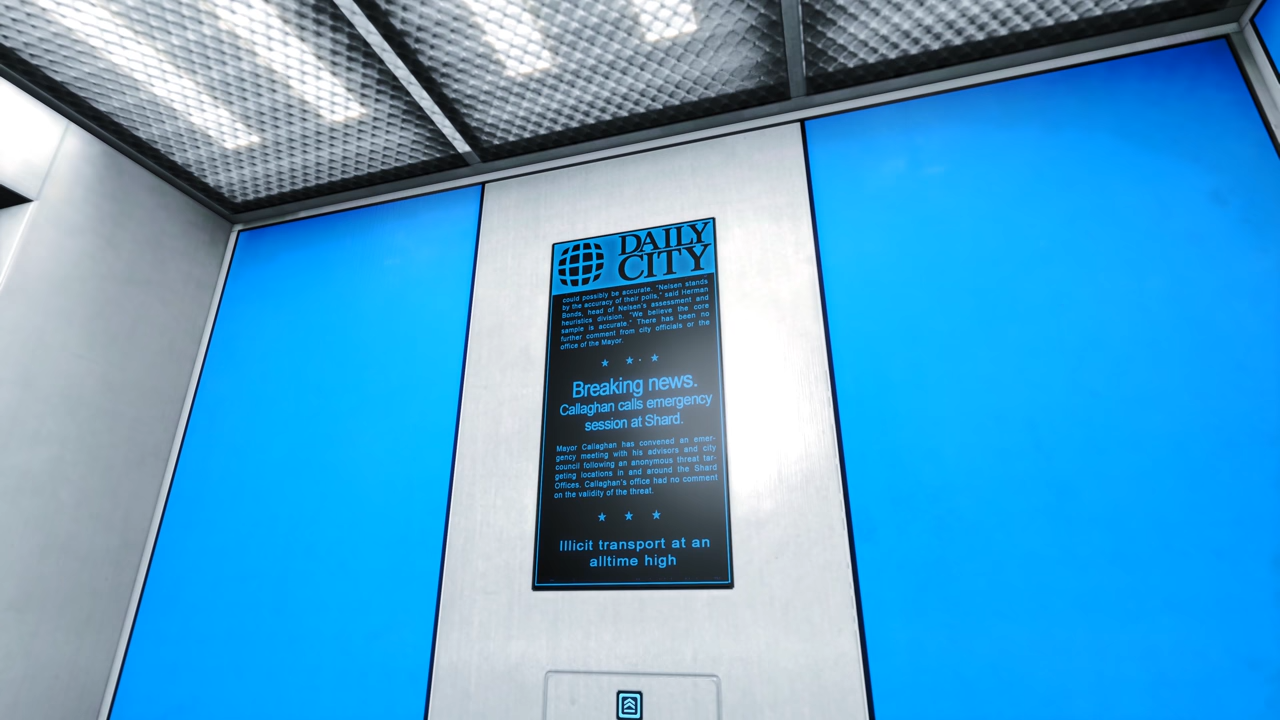 DAILY
CITY
could possibly be accurate. "Nelsen stands
by the accuracy of their polls," said Herman
Bonds, head of Nelsen's assessment and
heuristics division. "We believe the core
sample is accurate." There has been no
further comment from city officials or the
office of the Mayor.
Breaking news.
Callaghan calls emergency
session at Shard.
Mayor Callaghan has convened an emer-
gency meeting with his advisors and city
council following an anonymous threat tar-
geting locations in and around the Shard
Offices. Callaghan's office had no comment
on the validity of the threat.
Illicit transport at an
alltime high